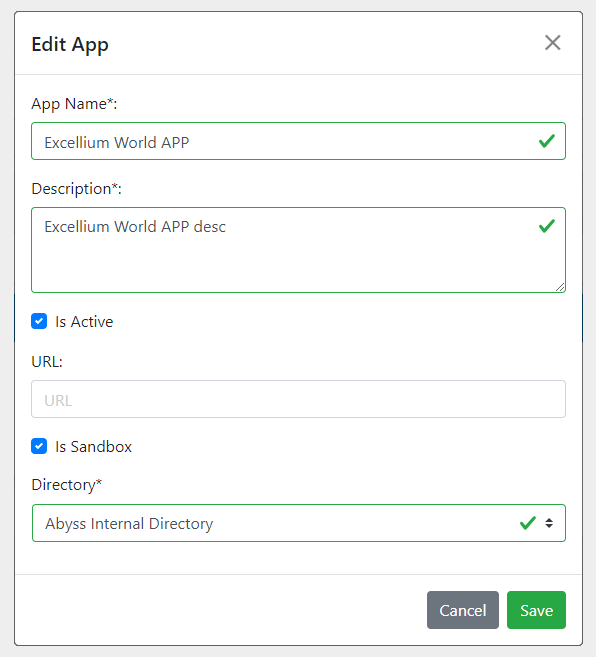 Edit App
App Name*:
Excellium World APP
Description*:
Excellium World APP desc
Is Active
URL:
URL
Is Sandbox
Directory*
Abyss Internal Directory
Cancel Save